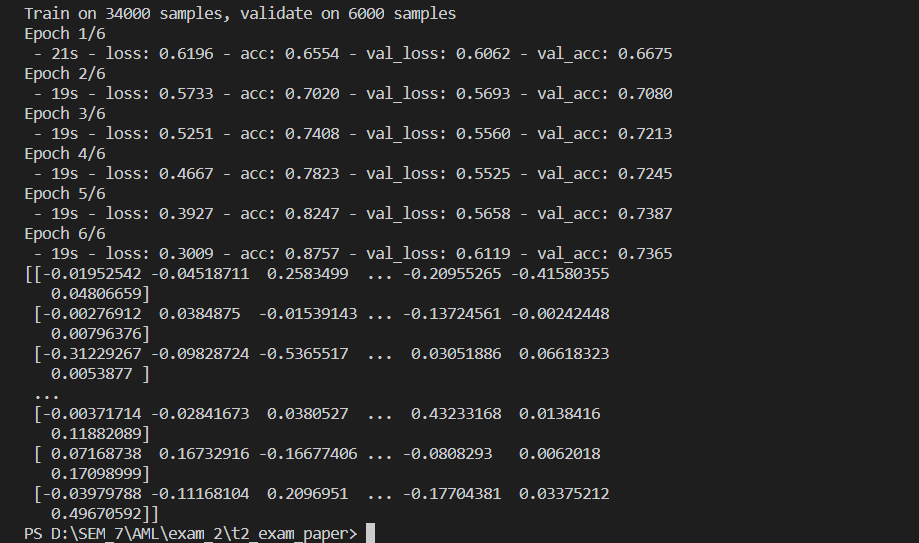 Train on 34000 samples, validate on 6000 samples
Epoch 1/6
 - 21s - loss: 0.6196 - acc: 0.6554 - val_loss: 0.6062 - val_acc: 0.6675
Epoch 2/6
 - 19s - loss: 0.5733 - acc: 0.7020 - val_loss: 0.5693 - val_acc: 0.7080
Epoch 3/6
 - 19s - loss: 0.5251 - acc: 0.7408 - val_loss: 0.5560 - val_acc: 0.7213
Epoch 4/6
 - 19s - loss: 0.4667 - acc: 0.7823 - val_loss: 0.5525 - val_acc: 0.7245
Epoch 5/6
 - 19s - loss: 0.3927 - acc: 0.8247 - val_loss: 0.5658 - val_acc: 0.7387
Epoch 6/6
 - 19s - loss: 0.3009 - acc: 0.8757 - val_loss: 0.6119 - val_acc: 0.7365
[[-0.01952542 -0.04518711  0.2583499  ... -0.20955265 -0.41580355
   0.04806659]
 [-0.00276912  0.0384875  -0.01539143 ... -0.13724561 -0.00242448
   0.00796376]
 [-0.31229267 -0.09828724 -0.5365517  ...  0.03051886  0.06618323
   0.0053877 ]
 ...
 [-0.00371714 -0.02841673  0.0380527  ...  0.43233168  0.0138416
   0.11882089]
 [ 0.07168738  0.16732916 -0.16677406 ... -0.0808293   0.0062018
   0.17098999]
 [-0.03979788 -0.11168104  0.2096951  ... -0.17704381  0.03375212
   0.49670592]]
PS D:\SEM_7\AML\exam_2\t2_exam_paper>